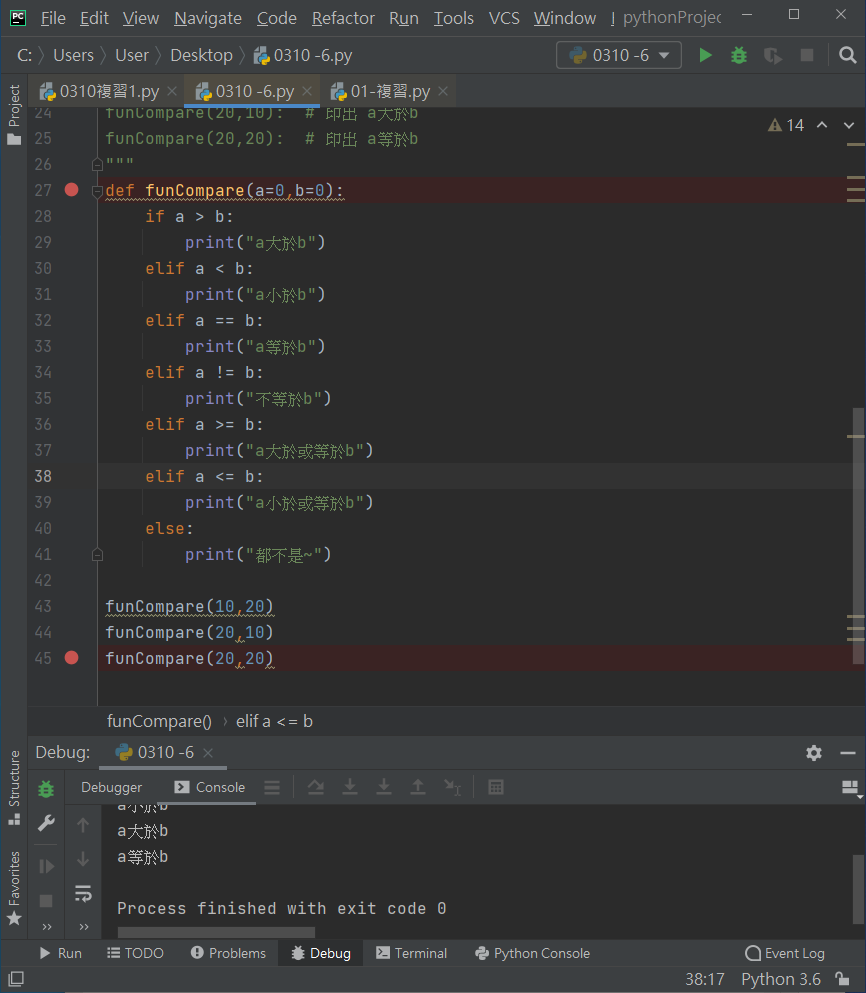 PC File Edit View Navigate Code Refactor Run Tools VCS Window pythonProjec
C: Users User Desktop 0310 -6.py 0310 -6
Project
0310複習1.py 0310 -6.py 01-複習.py
24 funCompare(20,10): # 印出 a大於b
14
25 funCompare(20,20): # 印出 a等於b
26 """
27 def funCompare(a=0,b=0):
28 if a > b:
29 print("a大於b")
30 elif a < b:
31 print("a小於b")
32 elif a == b:
33 print("a等於b")
34 elif a != b:
35 print("不等於b")
36 elif a >= b:
37 print("a大於或等於b")
38 elif a <= b:
39 print("a小於或等於b")
40 else:
41 print("都不是~")
42
43 funCompare(10,20)
44 funCompare(20,10)
45 funCompare(20,20)
funCompare() › elif a <= b
Structure
Favorites
Debug: 0310 -6
Debugger Console
a小於b
a大於b
a等於b
Process finished with exit code 0
Run TODO Problems Debug Terminal Python Console Event Log
38:17 Python 3.6